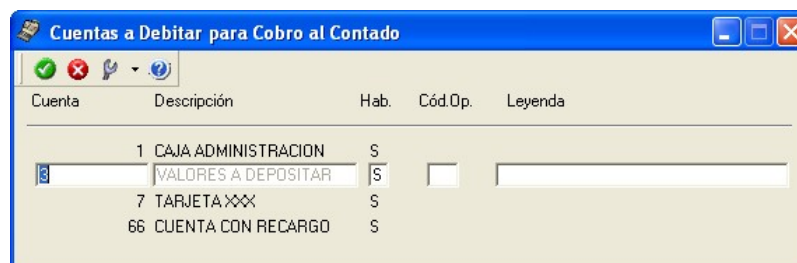 Cuentas a Debitar para Cobro al Contado
Cuenta Descripción Hab. Cód.Op. Leyenda
1 CAJA ADMINISTRACION S
3 VALORES A DEPOSITAR S
7 TARJETA XXX S
66 CUENTA CON RECARGO S